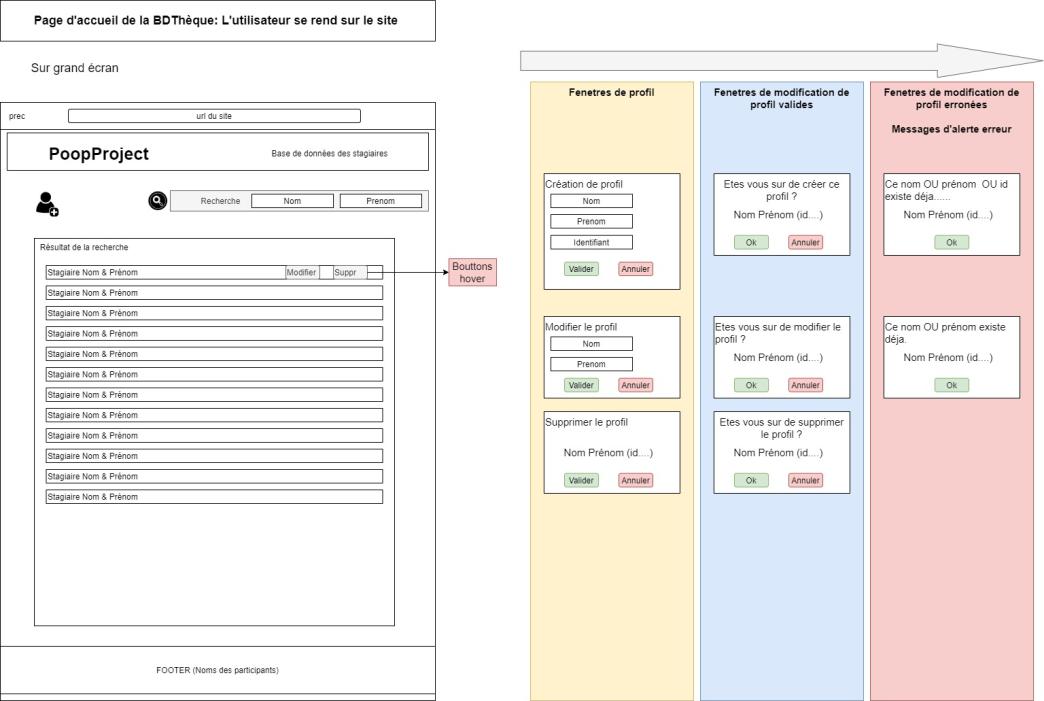 Page d'accueil de la BDThèque: L'utilisateur se rend sur le site
Sur grand écran
prec
url du site
PoopProject
Base de données des stagiaires
Recherche
Nom
Prenom
Résultat de la recherche
Stagiaire Nom & Prénom
Modifier
Suppr
Bouttons
hover
Stagiaire Nom & Prénom
Stagiaire Nom & Prénom
Stagiaire Nom & Prénom
Stagiaire Nom & Prénom
Stagiaire Nom & Prénom
Stagiaire Nom & Prénom
Stagiaire Nom & Prénom
Stagiaire Nom & Prénom
Stagiaire Nom & Prénom
Stagiaire Nom & Prénom
Stagiaire Nom & Prénom
FOOTER (Noms des participants)
Fenetres de profil
Création de profil
Nom
Prenom
Identifiant
Valider
Annuler
Modifier le profil
Nom
Prenom
Valider
Annuler
Supprimer le profil
Nom Prénom (id....)
Valider
Annuler
Fenetres de modification de
profil valides
Etes vous sur de créer ce
profil ?
Nom Prénom (id....)
Ok
Annuler
Etes vous sur de modifier le
profil ?
Nom Prénom (id....)
Ok
Annuler
Etes vous sur de supprimer
le profil ?
Nom Prénom (id....)
Ok
Annuler
Fenetres de modification de
profil erronées
Messages d'alerte erreur
Ce nom OU prénom  OU id
existe déja......
Nom Prénom (id....)
Ok
Ce nom OU prénom existe
déja.
Nom Prénom (id....)
Ok